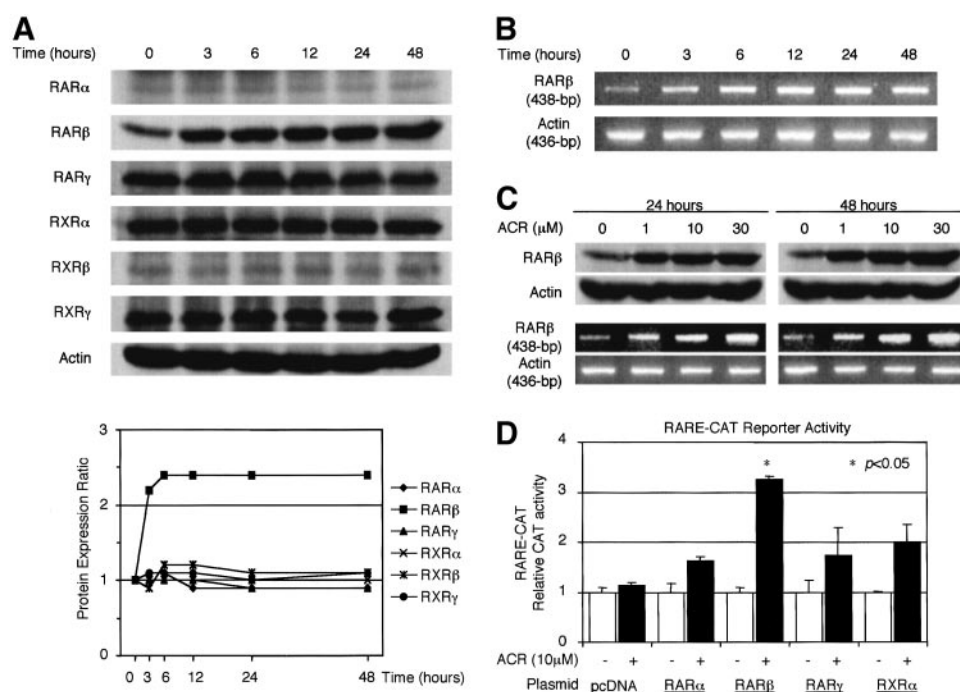 A
Time (hours) 0 3 6 12 24 48
RARα
RARβ
RARγ
RXRα
RXRβ
RXRγ
Actin
3
2
1
0
Protein Expression Ratio
0 3 6 12 24 48 Time (hours)
RARα
RARβ
RARγ
RXRα
RXRβ
RXRγ
B
Time (hours) 0 3 6 12 24 48
RARβ
(438-bp)
Actin
(436-bp)
C
24 hours 48 hours
ACR (μM) 0 1 10 30 0 1 10 30
RARβ
Actin
RARβ
(438-bp)
Actin
(436-bp)
D
RARE-CAT Reporter Activity
4
3
2
1
0
RARE-CAT
Relative CAT activity
*
* p<0.05
ACR (10μM) - + - + - + - + - +
Plasmid pcDNA RARα RARβ RARγ RXRα